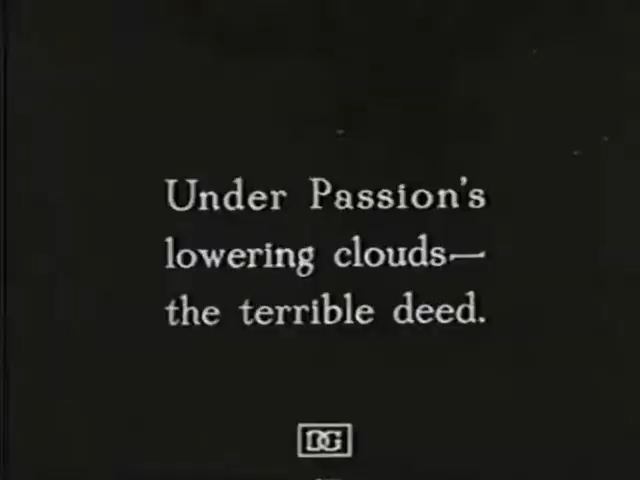 Under Passion's
lowering clouds—
the terrible deed.
DG